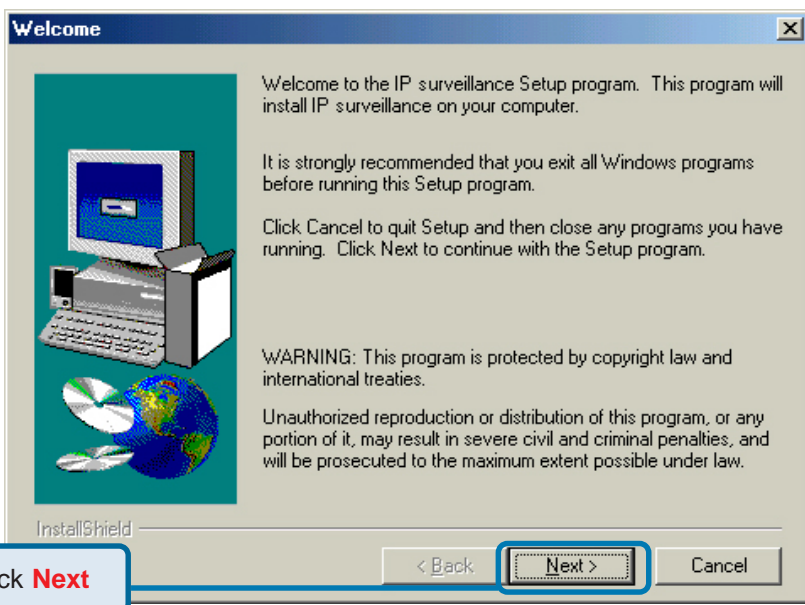 Welcome
Welcome to the IP surveillance Setup program. This program will
install IP surveillance on your computer.
It is strongly recommended that you exit all Windows programs
before running this Setup program.
Click Cancel to quit Setup and then close any programs you have
running. Click Next to continue with the Setup program.
WARNING: This program is protected by copyright law and
international treaties.
Unauthorized reproduction or distribution of this program, or any
portion of it, may result in severe civil and criminal penalties, and
will be prosecuted to the maximum extent possible under law.
InstallShield
< Back
Next >
Cancel
ck Next